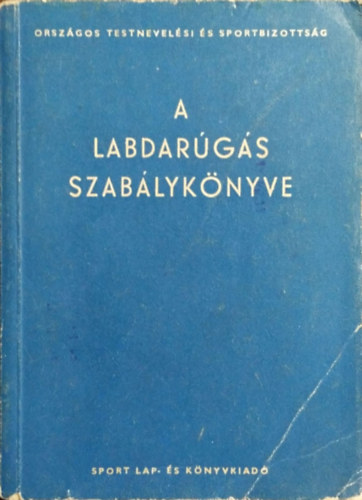 ORSZÁGOS TESTNEVELÉSI ÉS SPORTBIZOTTSÁG
A
LABDARÚGÁS
SZABÁLYKÖNYVE
SPORT LAP- ÉS KÖNYVKIADÓ